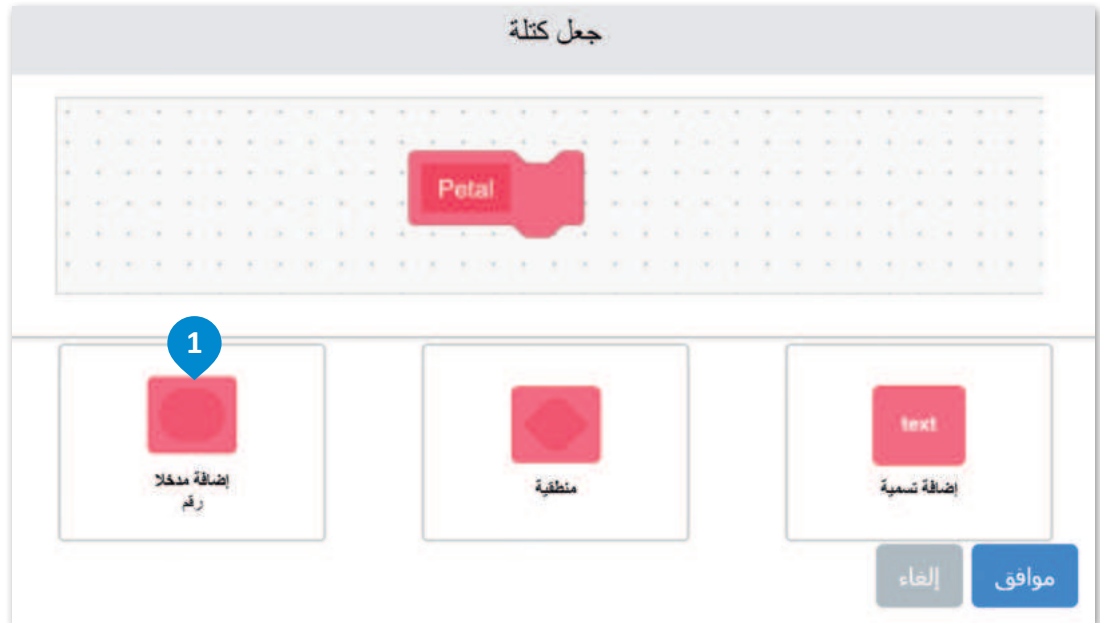 جعل كتلة
Petal
1
text
إضافة تسمية
منطقية
إضافة مدخلا
رقم
موافق
إلغاء